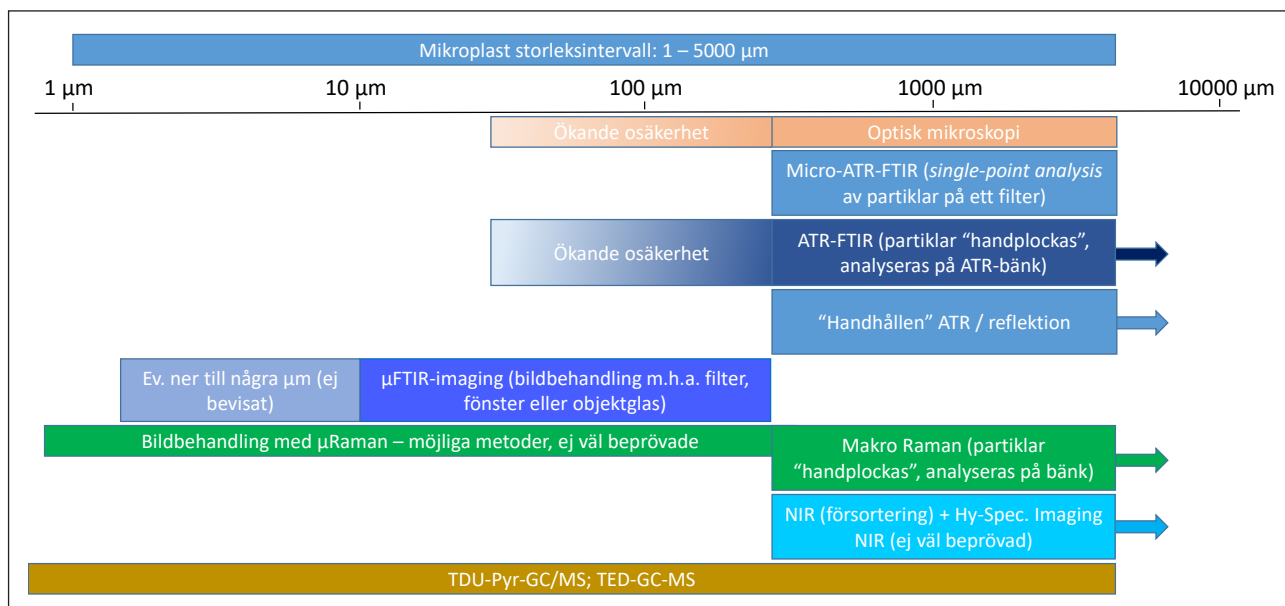 Mikroplast storleksintervall: 1 – 5000 µm
1 µm 10 µm 100 µm 1000 µm 10000 µm
Ökande osäkerhet Optisk mikroskopi
Micro-ATR-FTIR (single-point analysis
av partiklar på ett filter)
Ökande osäkerhet
ATR-FTIR (partiklar “handplockas”,
analyseras på ATR-bänk)
“Handhållen” ATR / reflektion
Ev. ner till några µm (ej
bevisat)
µFTIR-imaging (bildbehandling m.h.a. filter,
fönster eller objektglas)
Bildbehandling med µRaman – möjliga metoder, ej väl beprövade
Makro Raman (partiklar
“handplockas”, analyseras på bänk)
NIR (försortering) + Hy-Spec. Imaging
NIR (ej väl beprövad)
TDU-Pyr-GC/MS; TED-GC-MS